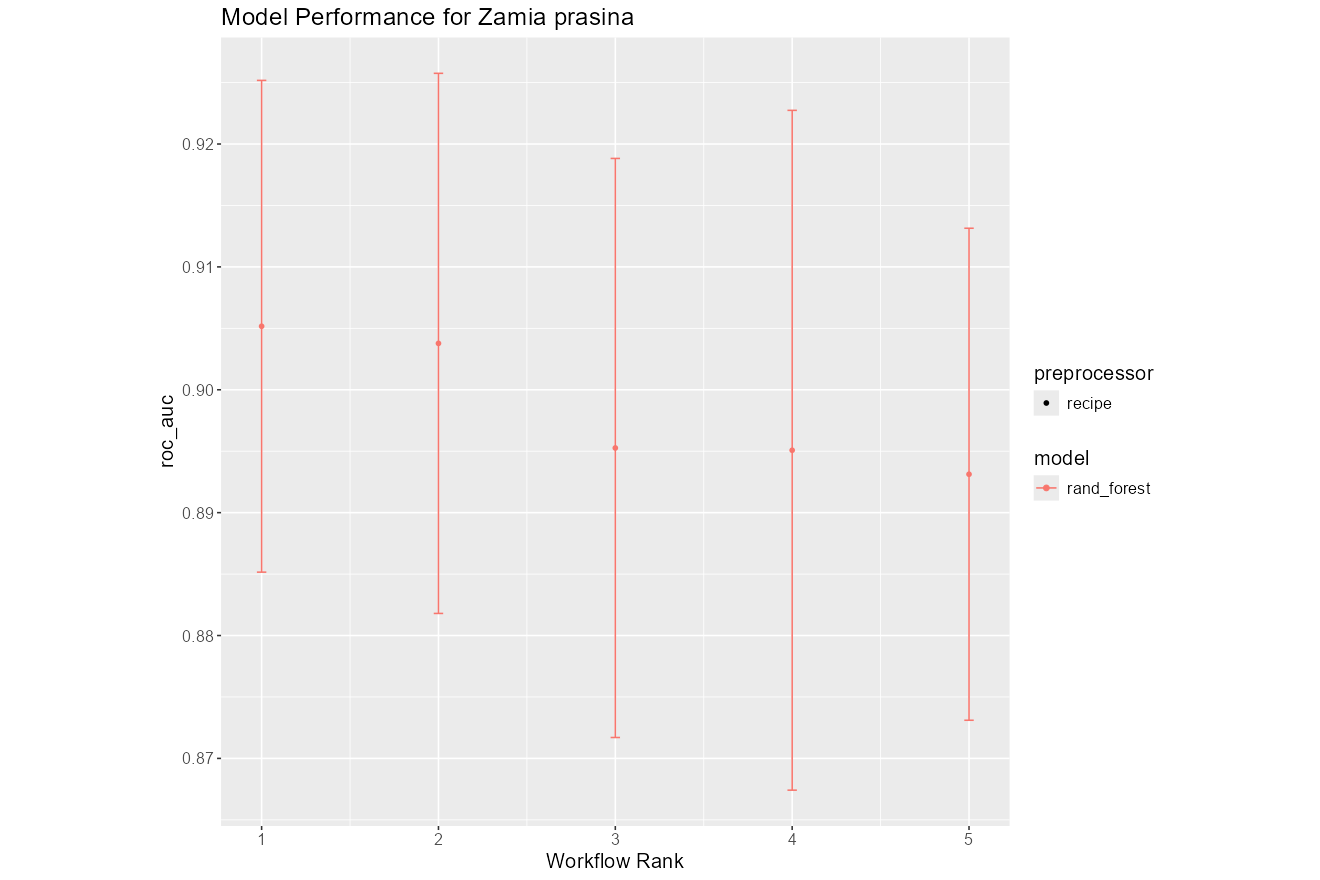 Model Performance for Zamia prasina
roc_auc
0.92
0.91
0.90
0.89
0.88
0.87
1 2 3 4 5
Workflow Rank
preprocessor
recipe
model
rand_forest